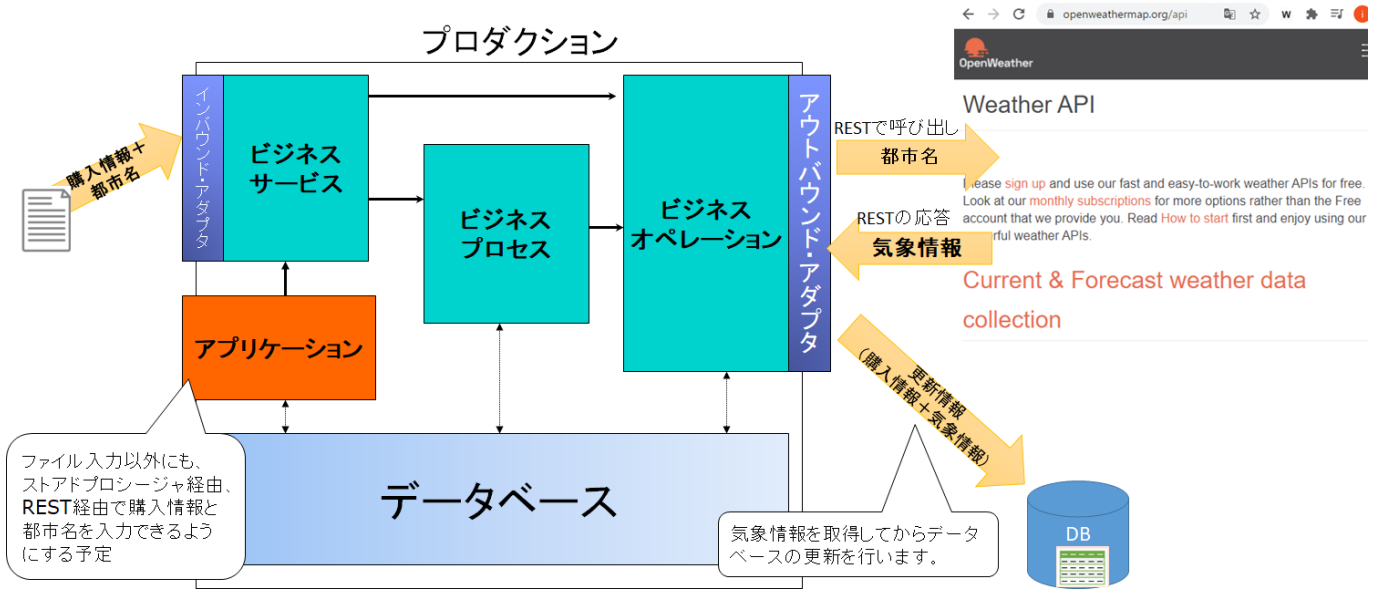 プロダクション
インバウンド・アダプタ
ビジネス
サービス
ビジネス
プロセス
ビジネス
オペレーション
アウトバウンド・アダプタ
購入情報+
都市名
アプリケーション
データベース
ファイル入力以外にも、
ストアドプロシージャ経由、
REST経由で購入情報と
都市名を入力できるよう
にする予定
RESTで呼び出し
都市名
RESTの応答
気象情報
更新情報
(購入情報+気象情報)
気象情報を取得してからデータ
ベースの更新を行います。
DB
openweathermap.org/api
W
i
OpenWeather
Weather API
ease sign up and use our fast and easy-to-work weather APIs for free.
Look at our monthly subscriptions for more options rather than the Free
account that we provide you. Read How to start first and enjoy using our
rful weather APIs.
Current & Forecast weather data
collection